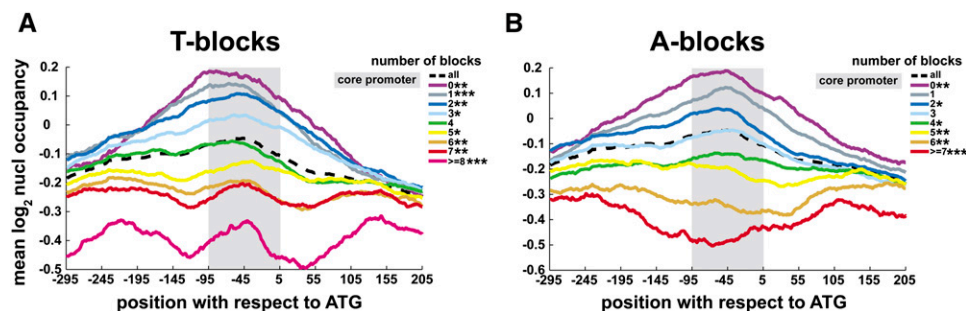 A
T-blocks
number of blocks
core promoter
all
0**
1***
2**
3*
4
5*
6**
7**
>=8***
mean log2 nucl occupancy
0.2
0.1
0
-0.1
-0.2
-0.3
-0.4
-0.5
-295 -245 -195 -145 -95 -45 5 55 105 155 205
position with respect to ATG
B
A-blocks
number of blocks
core promoter
all
0**
1
2*
3
4
5**
6**
>=7***
0.2
0.1
0
-0.1
-0.2
-0.3
-0.4
-0.5
-0.6
-295 -245 -195 -145 -95 -45 5 55 105 155 205
position with respect to ATG